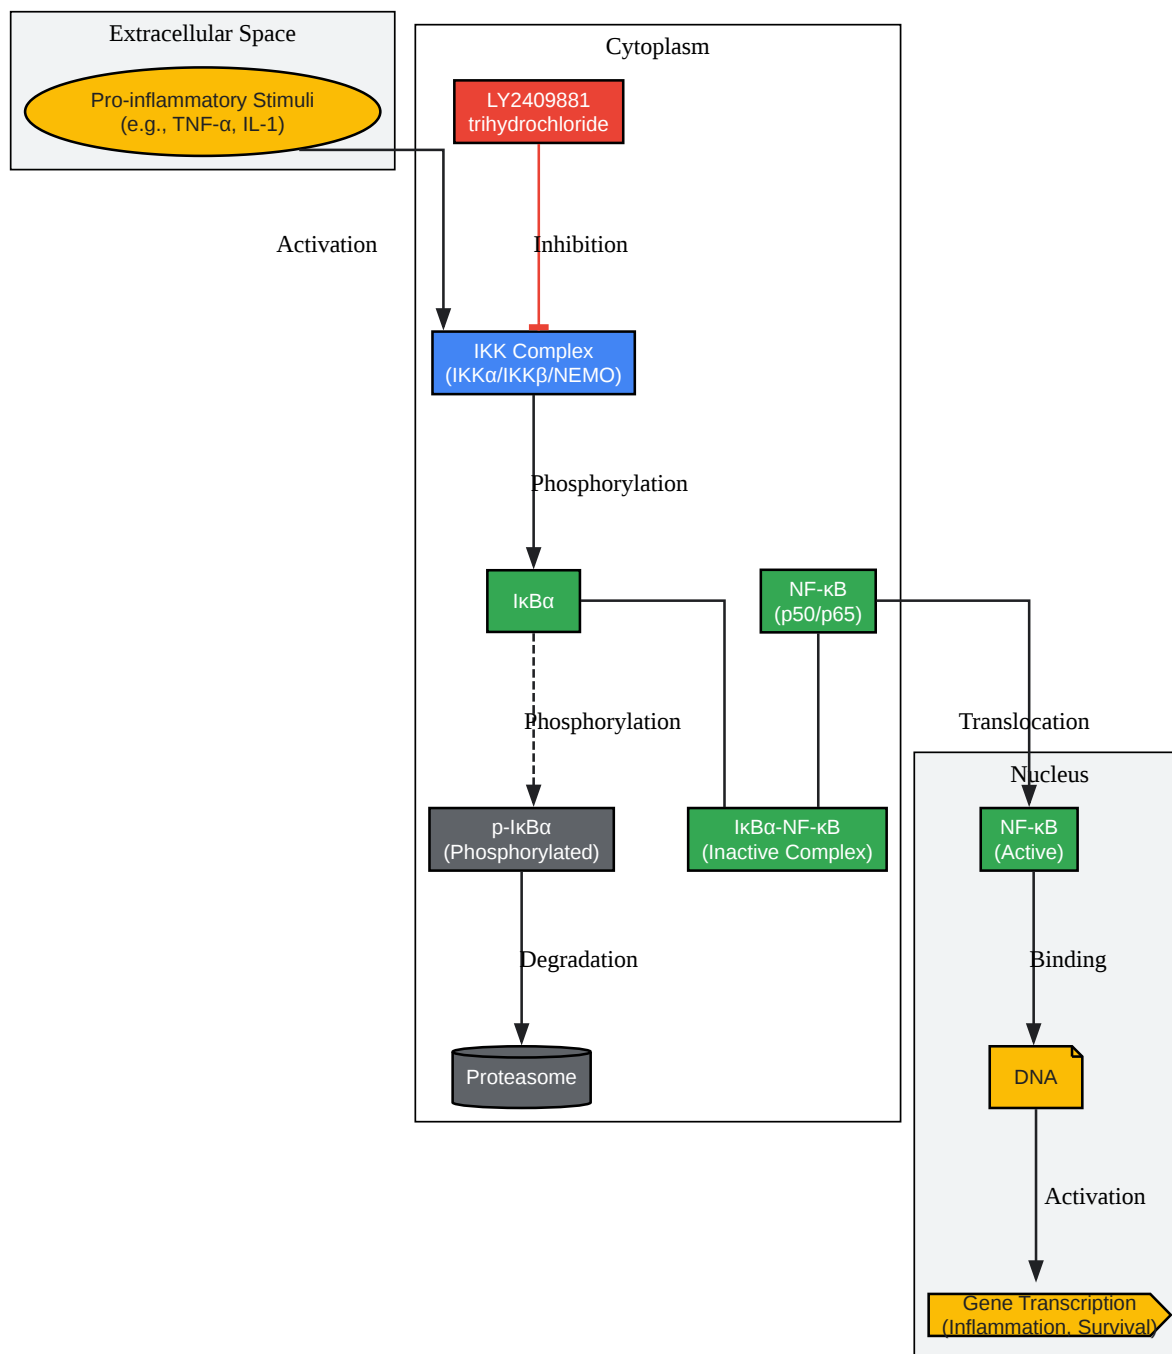 Extracellular Space
Pro-inflammatory Stimuli
(e.g., TNF-α, IL-1)
Cytoplasm
LY2409881
trihydrochloride
Activation
Inhibition
IKK Complex
(IKKα/IKKβ/NEMO)
Phosphorylation
IκBα
NF-κB
(p50/p65)
Phosphorylation
Translocation
Nucleus
p-IκBα
(Phosphorylated)
IκBα-NF-κB
(Inactive Complex)
NF-κB
(Active)
Degradation
Binding
Proteasome
DNA
Activation
Gene Transcription
(Inflammation, Survival)